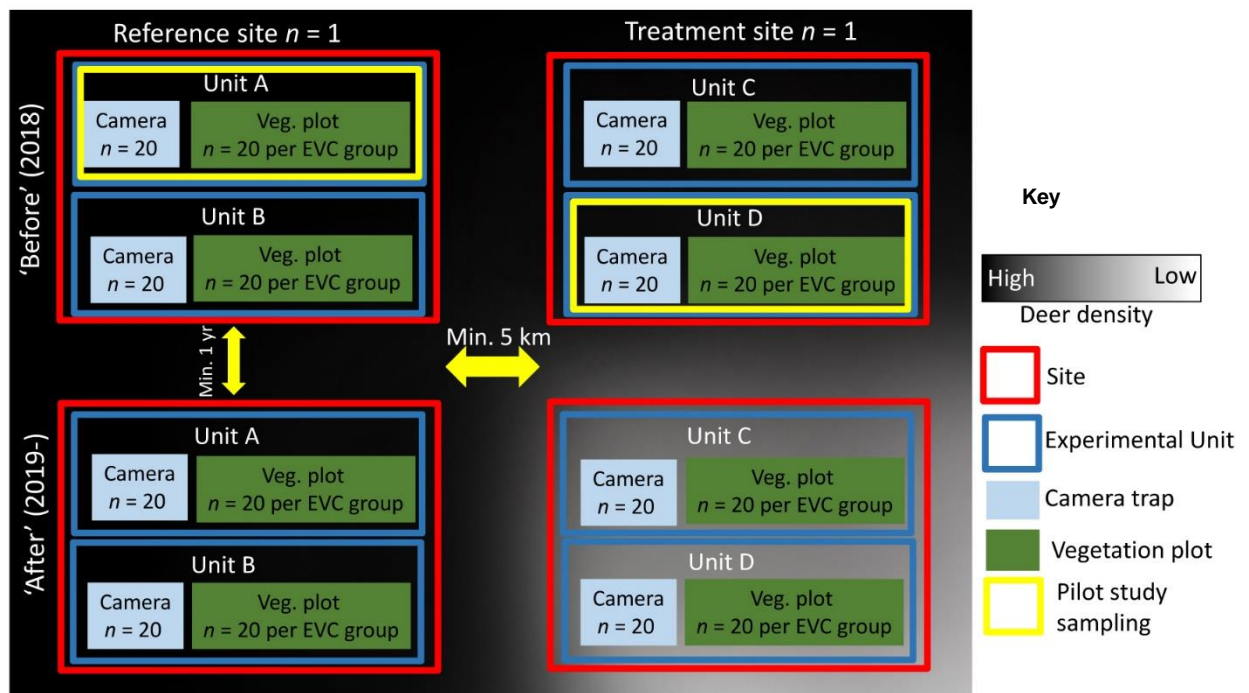 Reference site n = 1
Treatment site n = 1
'Before' (2018)
Unit A
Camera
n = 20
Veg. plot
n = 20 per EVC group
Unit B
Camera
n = 20
Veg. plot
n = 20 per EVC group
Unit C
Camera
n = 20
Veg. plot
n = 20 per EVC group
Unit D
Camera
n = 20
Veg. plot
n = 20 per EVC group
Min. 1 yr
Min. 5 km
'After' (2019-)
Unit A
Camera
n = 20
Veg. plot
n = 20 per EVC group
Unit B
Camera
n = 20
Veg. plot
n = 20 per EVC group
Unit C
Camera
n = 20
Veg. plot
n = 20 per EVC group
Unit D
Camera
n = 20
Veg. plot
n = 20 per EVC group
Key
High
Low
Deer density
Site
Experimental Unit
Camera trap
Vegetation plot
Pilot study
sampling